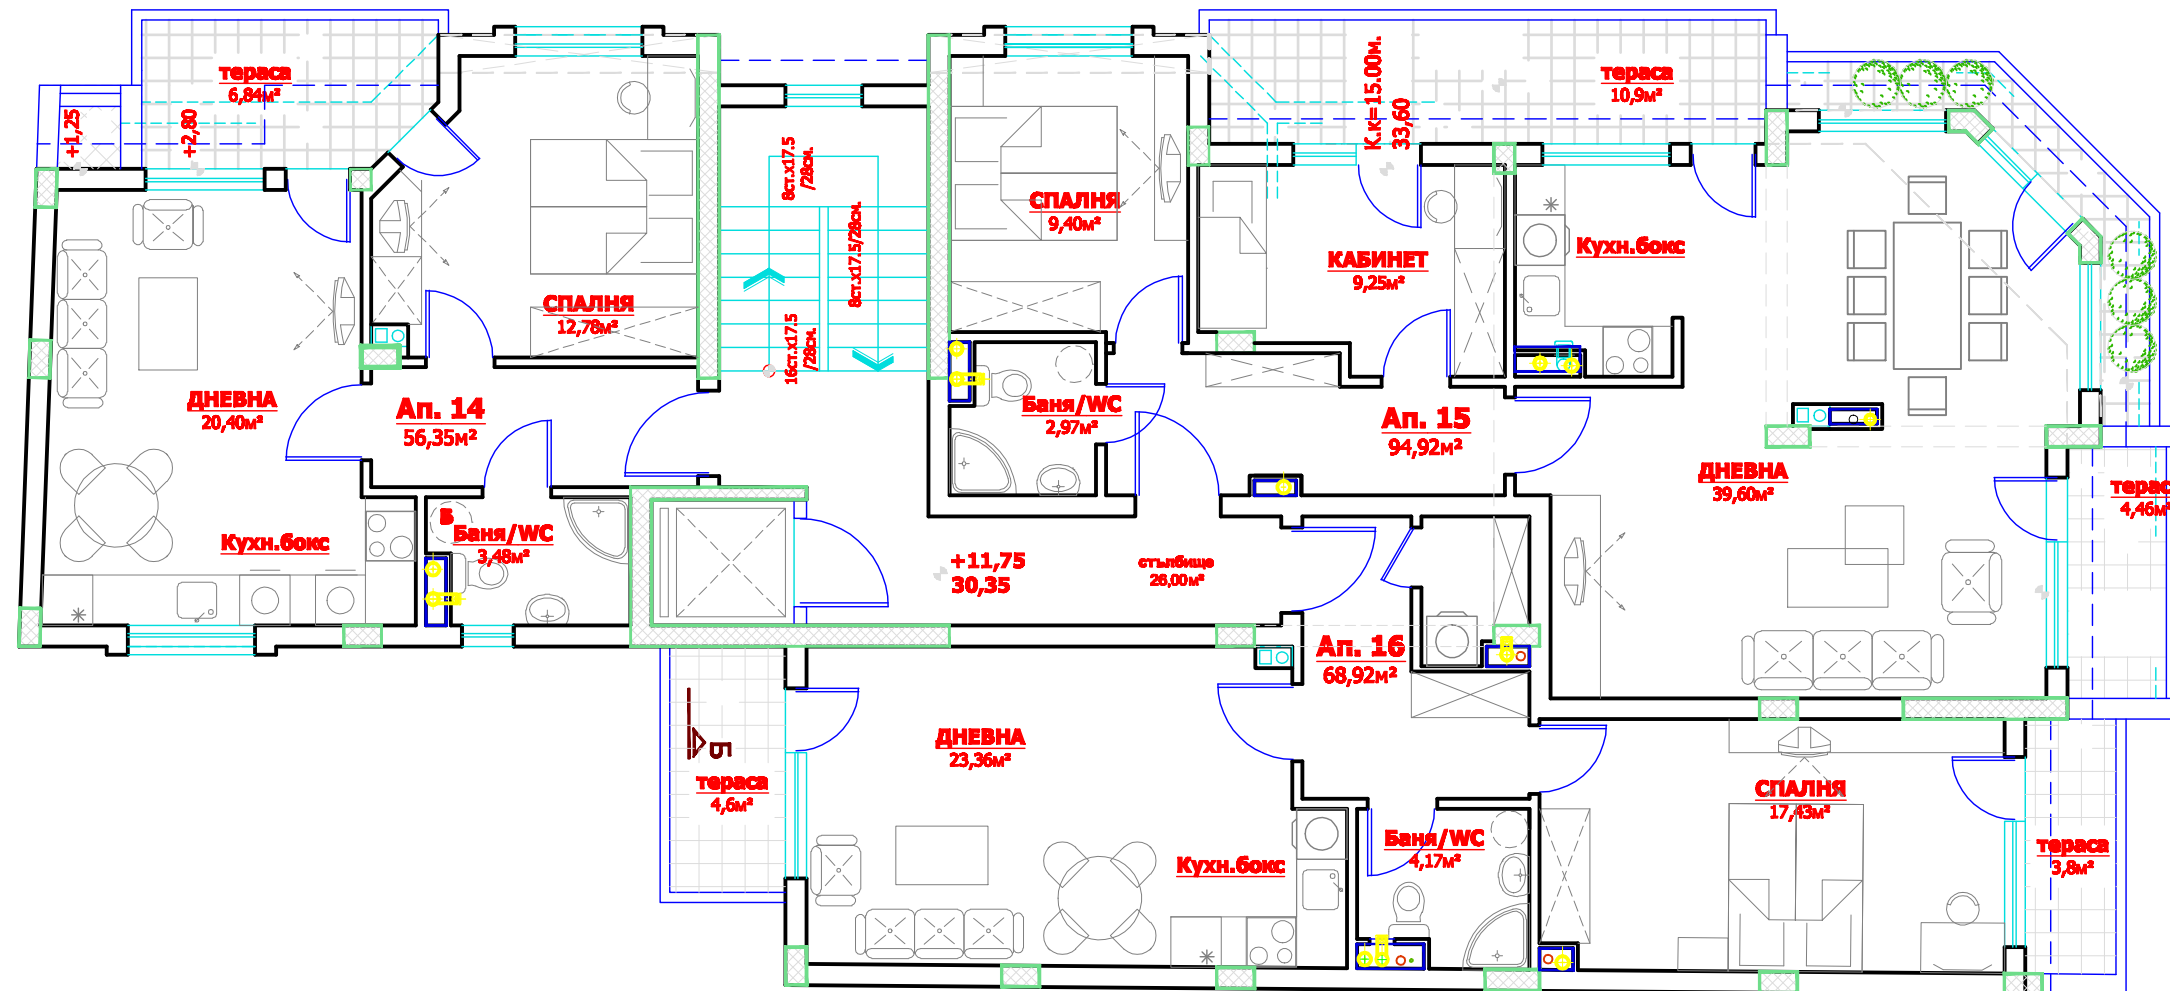 тераса
6,84м²
+1,25
+2,80
СПАЛНЯ
12,78м²
ДНЕВНА
20,40м²
Ап. 14
56,35м²
Кухн.бокс
В
Баня/WC
3,48м²
8ст.х17.5
/28см.
8ст.х17.5/28см.
16ст.х17.5
/28см.
СПАЛНЯ
9,40м²
Баня/WC
2,97м²
К.к=15.00м.
33,60
тераса
10,9м²
КАБИНЕТ
9,25м²
Кухн.бокс
Ап. 15
94,92м²
ДНЕВНА
39,60м²
терас
4,46м²
+11,75
30,35
стълбище
26,00м²
Ап. 16
68,92м²
Б
тераса
4,6м²
ДНЕВНА
23,36м²
Кухн.бокс
Баня/WC
4,17м²
СПАЛНЯ
17,43м²
тераса
3,8м²